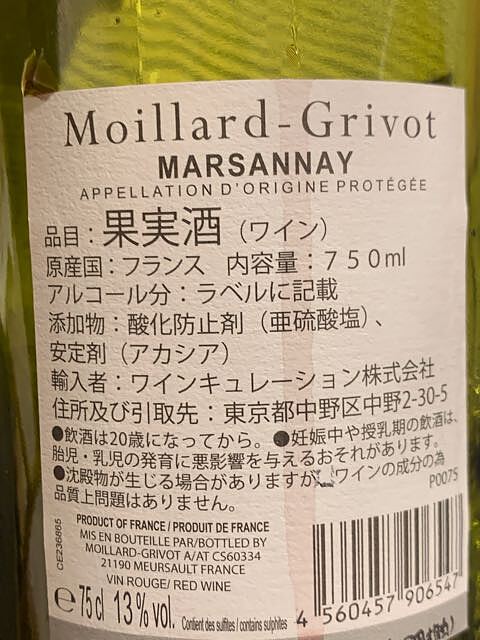 Moillard-Grivot
MARSANNAY
APPELLATION D'ORIGINE PROTÉGÉE
品目：果実酒（ワイン）
原産国：フランス 内容量：７５０ml
アルコール分：ラベルに記載
添加物：酸化防止剤（亜硫酸塩）、
安定剤（アカシア）
輸入者：ワインキュレーション株式会社
住所及び引取先：東京都中野区中野2-30-5
●飲酒は20歳になってから。●妊娠中や授乳期の飲酒は、
胎児・乳児の発育に悪影響を与えるおそれがあります。
●沈殿物が生じる場合がありますが、ワインの成分の為
品質上問題はありません。
P0075
CE236865
PRODUCT OF FRANCE / PRODUIT DE FRANCE
MIS EN BOUTEILLE PAR/BOTTLED BY
MOILLARD-GRIVOT A/AT CS60334
21190 MEURSAULT FRANCE
VIN ROUGE/ RED WINE
e 75 cl 13% vol. Contient des sulfites / contains sulphites
4 560457 906547